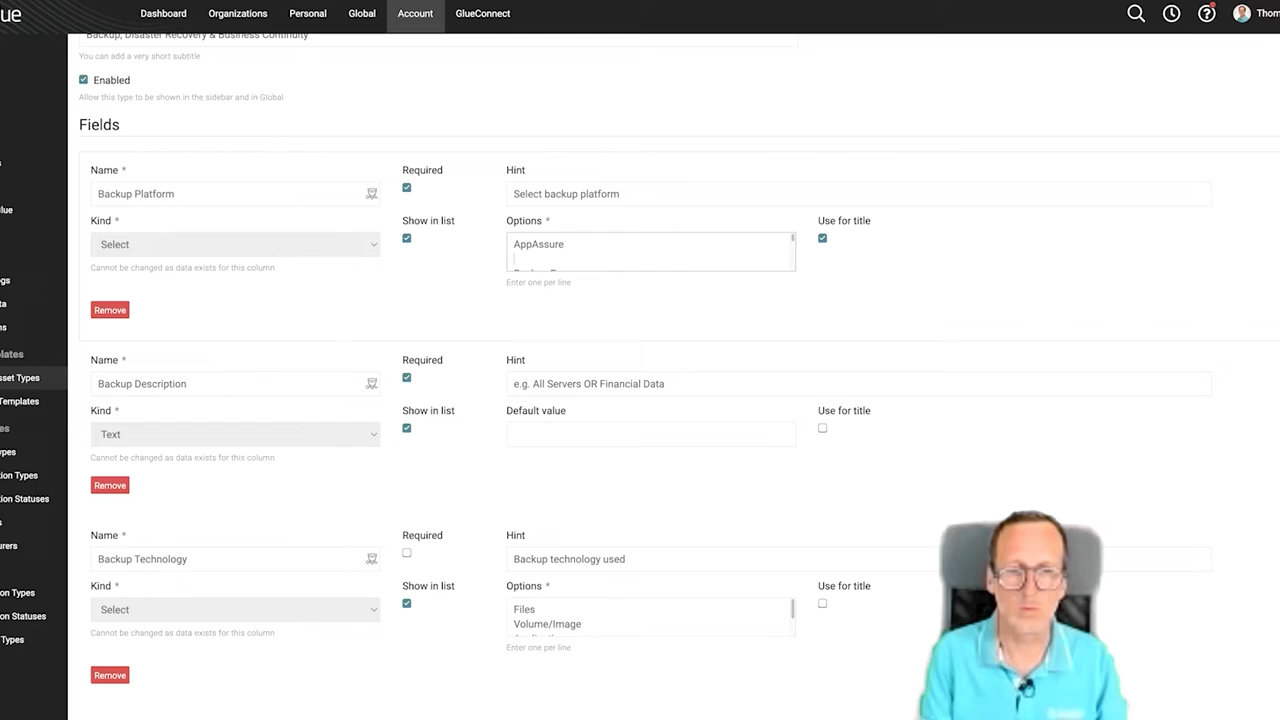 ue
Dashboard
Organizations
Personal
Global
Account
GlueConnect
Thom
Backup, Disaster Recovery & Business Continuity
You can add a very short subtitle
Enabled
Allow this type to be shown in the sidebar and in Global
Fields
Name *
Required
Hint
Backup Platform
Select backup platform
Kind *
Show in list
Options *
Use for title
Select
AppAssure
Cannot be changed as data exists for this column
Enter one per line
Remove
Name *
Required
Hint
Backup Description
e.g. All Servers OR Financial Data
Kind *
Show in list
Default value
Use for title
Text
Cannot be changed as data exists for this column
Remove
Name *
Required
Hint
Backup Technology
Backup technology used
Kind *
Show in list
Options *
Use for title
Select
Files
Volume/Image
Cannot be changed as data exists for this column
Enter one per line
Remove
s
lue
gs
ta
ns
lates
sset Types
Templates
es
ypes
tion Types
ion Statuses
s
urers
ion Types
on Statuses
Types